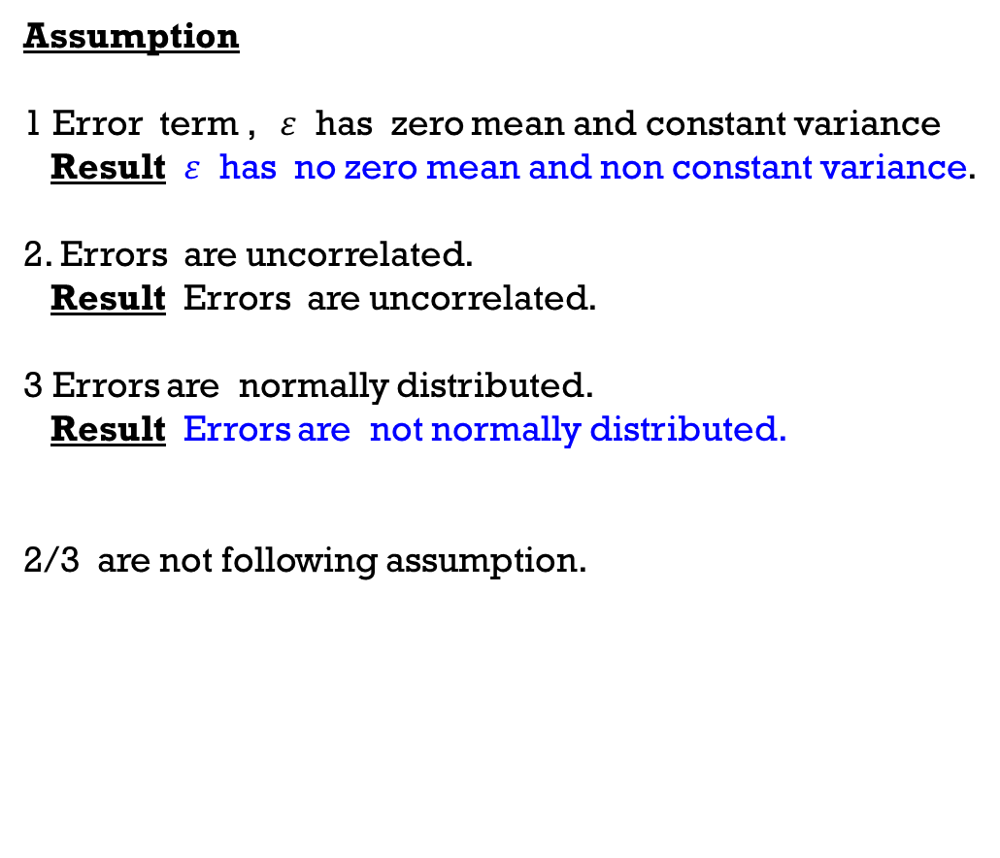 Assumption
1 Error term , ε has zero mean and constant variance
Result ε has no zero mean and non constant variance.
2. Errors are uncorrelated.
Result Errors are uncorrelated.
3 Errors are normally distributed.
Result Errors are not normally distributed.
2/3 are not following assumption.